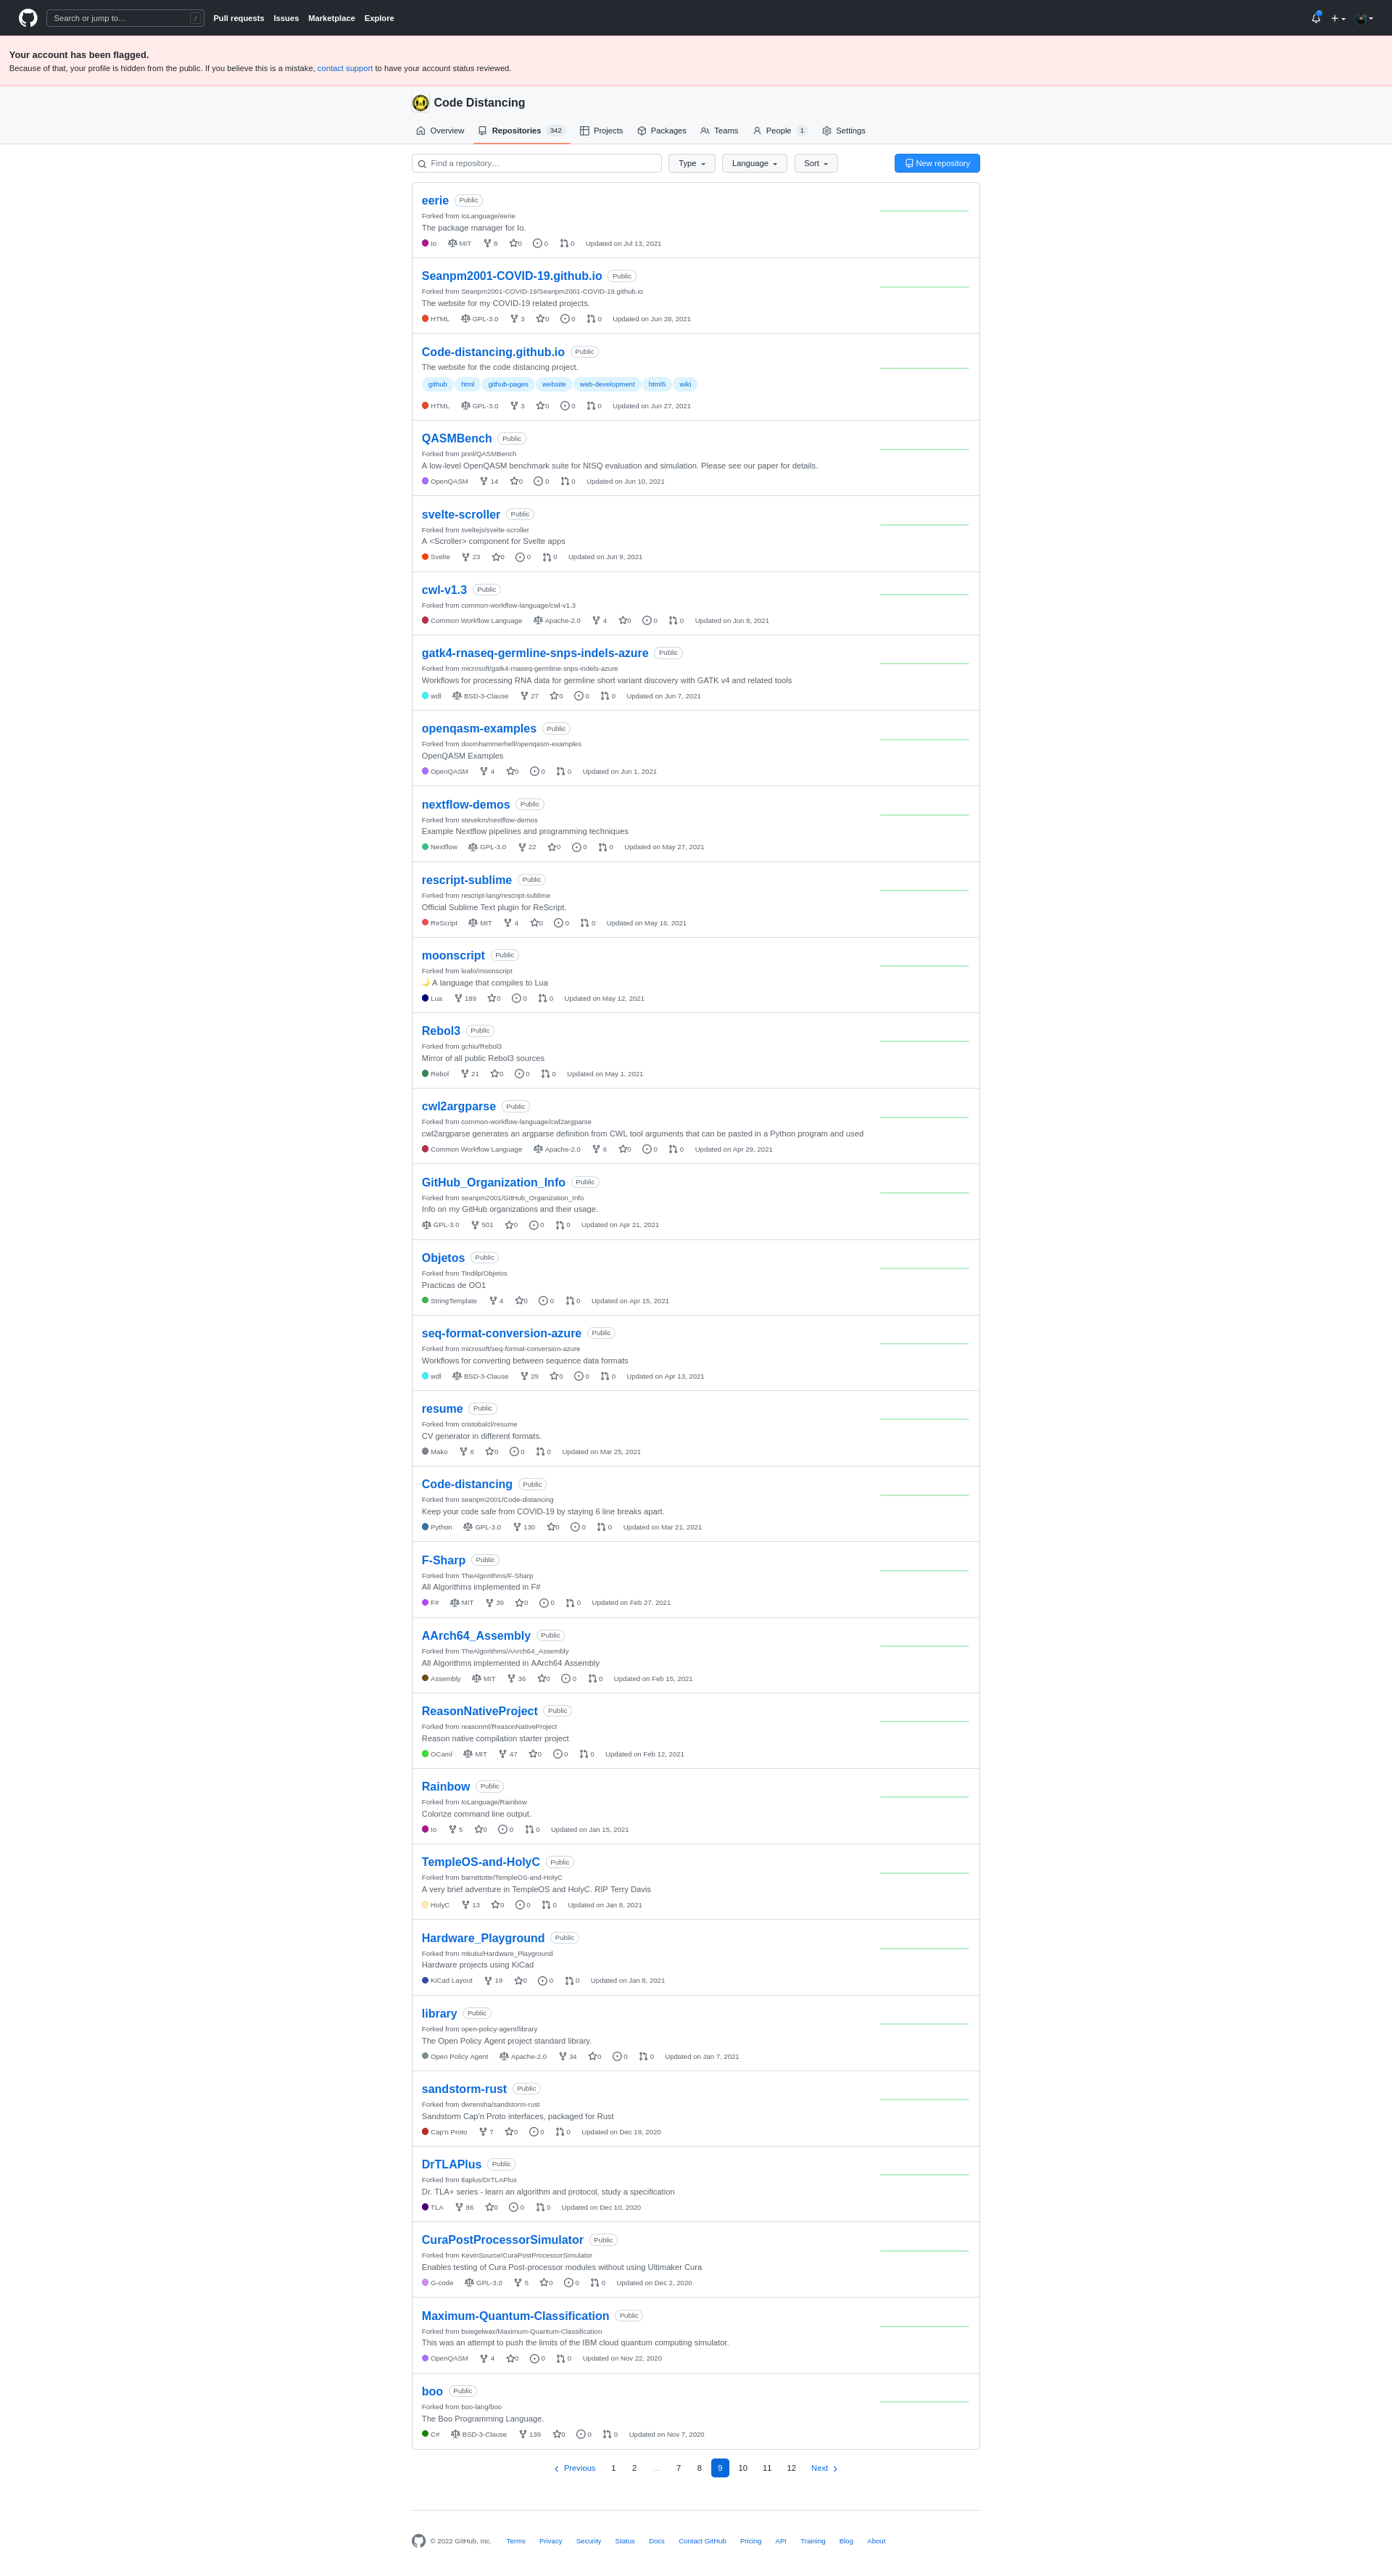 Search or jump to… /
Pull requests Issues Marketplace Explore
Your account has been flagged.
Because of that, your profile is hidden from the public. If you believe this is a mistake, contact support to have your account status reviewed.
Code Distancing
Overview Repositories 342 Projects Packages Teams People 1 Settings
Find a repository… Type Language Sort New repository
eerie Public
Forked from IoLanguage/eerie
The package manager for Io.
Io MIT 8 0 0 0 Updated on Jul 13, 2021
Seanpm2001-COVID-19.github.io Public
Forked from Seanpm2001-COVID-19/Seanpm2001-COVID-19.github.io
The website for my COVID-19 related projects.
HTML GPL-3.0 3 0 0 0 Updated on Jun 28, 2021
Code-distancing.github.io Public
The website for the code distancing project.
github html github-pages website web-development html5 wiki
HTML GPL-3.0 3 0 0 0 Updated on Jun 27, 2021
QASMBench Public
Forked from pnnl/QASMBench
A low-level OpenQASM benchmark suite for NISQ evaluation and simulation. Please see our paper for details.
OpenQASM 14 0 0 0 Updated on Jun 10, 2021
svelte-scroller Public
Forked from sveltejs/svelte-scroller
A <Scroller> component for Svelte apps
Svelte 23 0 0 0 Updated on Jun 9, 2021
cwl-v1.3 Public
Forked from common-workflow-language/cwl-v1.3
Common Workflow Language Apache-2.0 4 0 0 0 Updated on Jun 8, 2021
gatk4-rnaseq-germline-snps-indels-azure Public
Forked from microsoft/gatk4-rnaseq-germline-snps-indels-azure
Workflows for processing RNA data for germline short variant discovery with GATK v4 and related tools
wdl BSD-3-Clause 27 0 0 0 Updated on Jun 7, 2021
openqasm-examples Public
Forked from doomhammerhell/openqasm-examples
OpenQASM Examples
OpenQASM 4 0 0 0 Updated on Jun 1, 2021
nextflow-demos Public
Forked from stevekm/nextflow-demos
Example Nextflow pipelines and programming techniques
Nextflow GPL-3.0 22 0 0 0 Updated on May 27, 2021
rescript-sublime Public
Forked from rescript-lang/rescript-sublime
Official Sublime Text plugin for ReScript.
ReScript MIT 4 0 0 0 Updated on May 16, 2021
moonscript Public
Forked from leafo/moonscript
🌙 A language that compiles to Lua
Lua 189 0 0 0 Updated on May 12, 2021
Rebol3 Public
Forked from gchiu/Rebol3
Mirror of all public Rebol3 sources
Rebol 21 0 0 0 Updated on May 1, 2021
cwl2argparse Public
Forked from common-workflow-language/cwl2argparse
cwl2argparse generates an argparse definition from CWL tool arguments that can be pasted in a Python program and used
Common Workflow Language Apache-2.0 6 0 0 0 Updated on Apr 29, 2021
GitHub_Organization_Info Public
Forked from seanpm2001/GitHub_Organization_Info
Info on my GitHub organizations and their usage.
GPL-3.0 501 0 0 0 Updated on Apr 21, 2021
Objetos Public
Forked from Tindilp/Objetos
Practicas de OO1
StringTemplate 4 0 0 0 Updated on Apr 15, 2021
seq-format-conversion-azure Public
Forked from microsoft/seq-format-conversion-azure
Workflows for converting between sequence data formats
wdl BSD-3-Clause 29 0 0 0 Updated on Apr 13, 2021
resume Public
Forked from cristobalcl/resume
CV generator in different formats.
Mako 6 0 0 0 Updated on Mar 25, 2021
Code-distancing Public
Forked from seanpm2001/Code-distancing
Keep your code safe from COVID-19 by staying 6 line breaks apart.
Python GPL-3.0 130 0 0 0 Updated on Mar 21, 2021
F-Sharp Public
Forked from TheAlgorithms/F-Sharp
All Algorithms implemented in F#
F# MIT 39 0 0 0 Updated on Feb 27, 2021
AArch64_Assembly Public
Forked from TheAlgorithms/AArch64_Assembly
All Algorithms implemented in AArch64 Assembly
Assembly MIT 36 0 0 0 Updated on Feb 15, 2021
ReasonNativeProject Public
Forked from reasonml/ReasonNativeProject
Reason native compilation starter project
OCaml MIT 47 0 0 0 Updated on Feb 12, 2021
Rainbow Public
Forked from IoLanguage/Rainbow
Colorize command line output.
Io 5 0 0 0 Updated on Jan 15, 2021
TempleOS-and-HolyC Public
Forked from barrettotte/TempleOS-and-HolyC
A very brief adventure in TempleOS and HolyC. RIP Terry Davis
HolyC 13 0 0 0 Updated on Jan 8, 2021
Hardware_Playground Public
Forked from mtiutiu/Hardware_Playground
Hardware projects using KiCad
KiCad Layout 19 0 0 0 Updated on Jan 8, 2021
library Public
Forked from open-policy-agent/library
The Open Policy Agent project standard library.
Open Policy Agent Apache-2.0 34 0 0 0 Updated on Jan 7, 2021
sandstorm-rust Public
Forked from dwrensha/sandstorm-rust
Sandstorm Cap'n Proto interfaces, packaged for Rust
Cap'n Proto 7 0 0 0 Updated on Dec 19, 2020
DrTLAPlus Public
Forked from tlaplus/DrTLAPlus
Dr. TLA+ series - learn an algorithm and protocol, study a specification
TLA 86 0 0 0 Updated on Dec 10, 2020
CuraPostProcessorSimulator Public
Forked from KevinSource/CuraPostProcessorSimulator
Enables testing of Cura Post-processor modules without using Ultimaker Cura
G-code GPL-3.0 5 0 0 0 Updated on Dec 2, 2020
Maximum-Quantum-Classification Public
Forked from bsiegelwax/Maximum-Quantum-Classification
This was an attempt to push the limits of the IBM cloud quantum computing simulator.
OpenQASM 4 0 0 0 Updated on Nov 22, 2020
boo Public
Forked from boo-lang/boo
The Boo Programming Language.
C# BSD-3-Clause 139 0 0 0 Updated on Nov 7, 2020
Previous 1 2 … 7 8 9 10 11 12 Next
© 2022 GitHub, Inc. Terms Privacy Security Status Docs Contact GitHub Pricing API Training Blog About